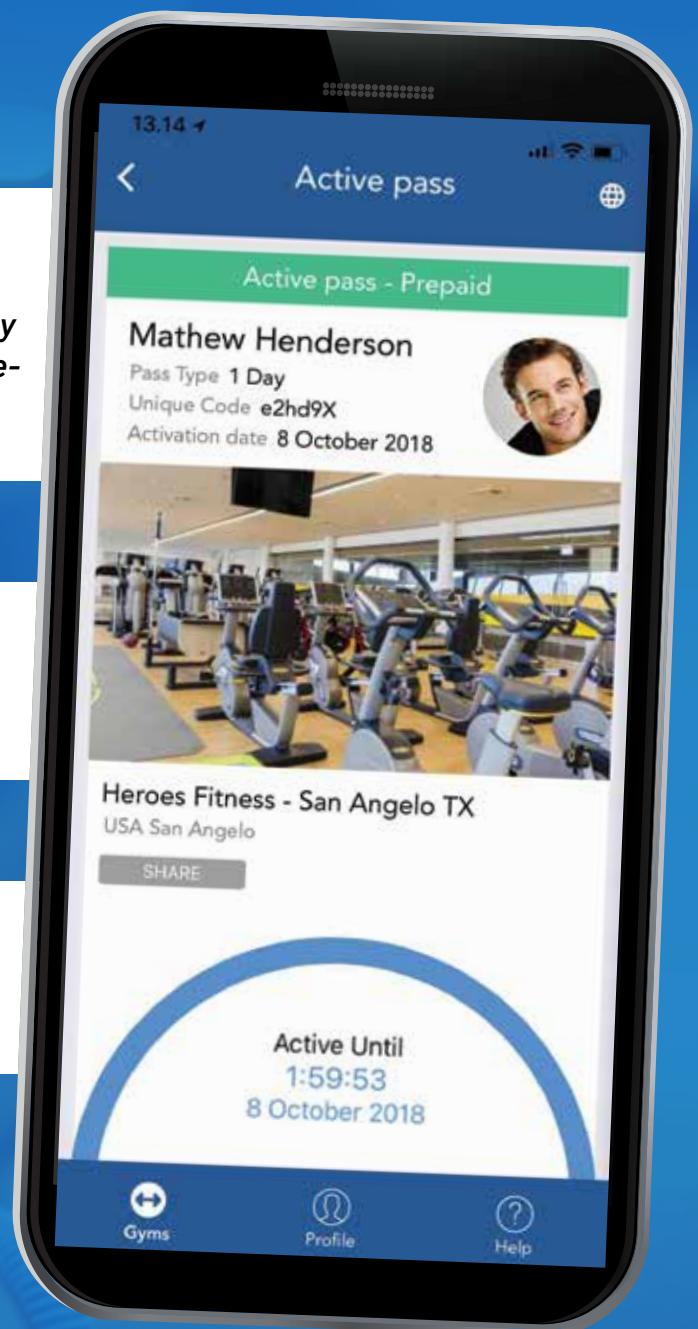 y
e-
13.14
Active pass
Active pass - Prepaid
Mathew Henderson
Pass Type 1 Day
Unique Code e2hd9X
Activation date 8 October 2018
Heroes Fitness - San Angelo TX
USA San Angelo
SHARE
Active Until
1:59:53
8 October 2018
Gyms
Profile
? Help